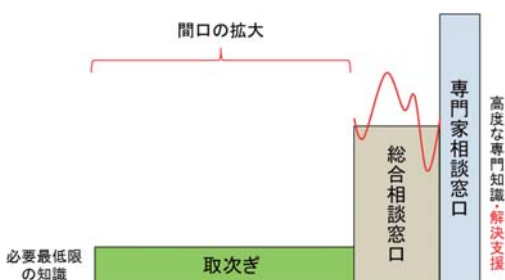 間口の拡大
専門家相談窓口
高度な専門知識・解決支援
総合相談窓口
必要最低限
の知識
取次ぎ